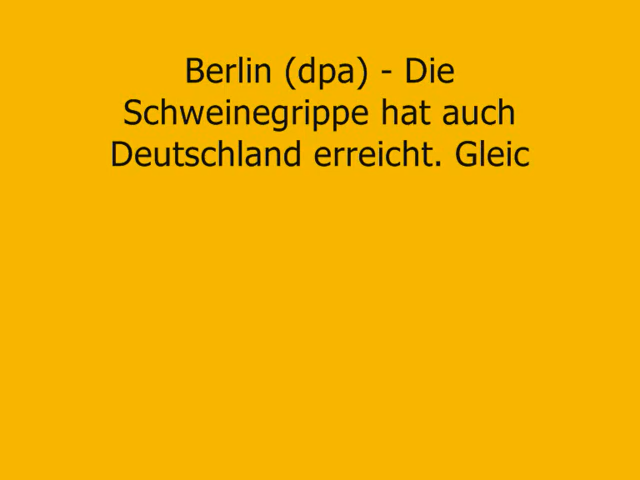 Berlin (dpa) - Die
Schweinegrippe hat auch
Deutschland erreicht. Gleic